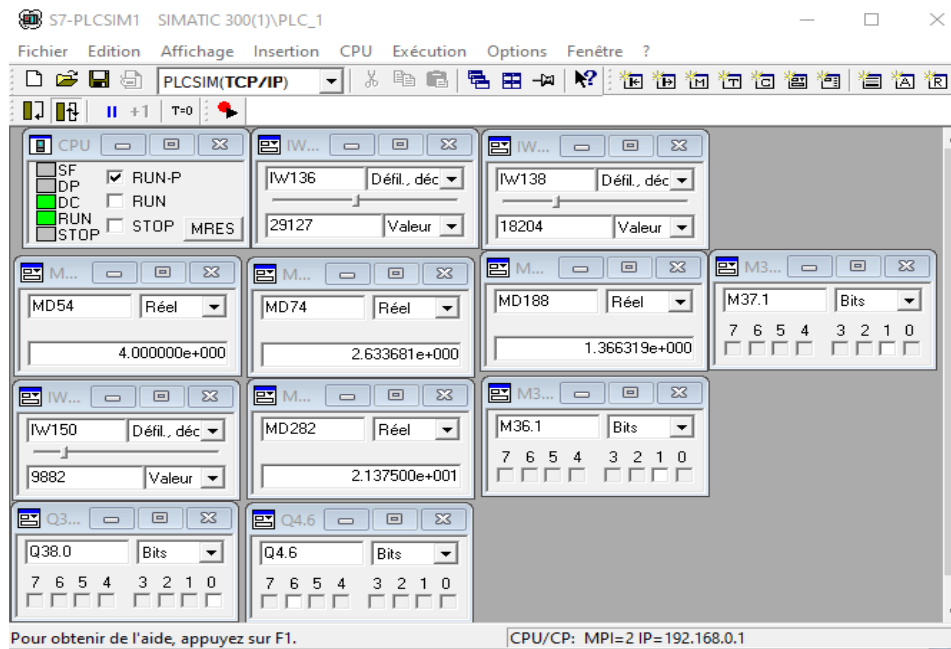 S7-PLCSIM1 SIMATIC 300(1)\PLC_1
Fichier Edition Affichage Insertion CPU Exécution Options Fenêtre ?
PLCSIM(TCP/IP)
+1 T=0
CPU
SF
DP
DC
RUN
STOP
RUN-P
RUN
STOP
MRES
IW...
IW136 Défil., déc
29127 Valeur
IW...
IW138 Défil., déc
18204 Valeur
M...
MD54 Réel
4.000000e+000
M...
MD74 Réel
2.633681e+000
M...
MD188 Réel
1.366319e+000
M3...
M37.1 Bits
7 6 5 4 3 2 1 0
IW...
IW150 Défil., déc
9882 Valeur
M...
MD282 Réel
2.137500e+001
M3...
M36.1 Bits
7 6 5 4 3 2 1 0
Q3...
Q38.0 Bits
7 6 5 4 3 2 1 0
Q4.6
Q4.6 Bits
7 6 5 4 3 2 1 0
Pour obtenir de l'aide, appuyez sur F1.
CPU/CP: MPI=2 IP=192.168.0.1